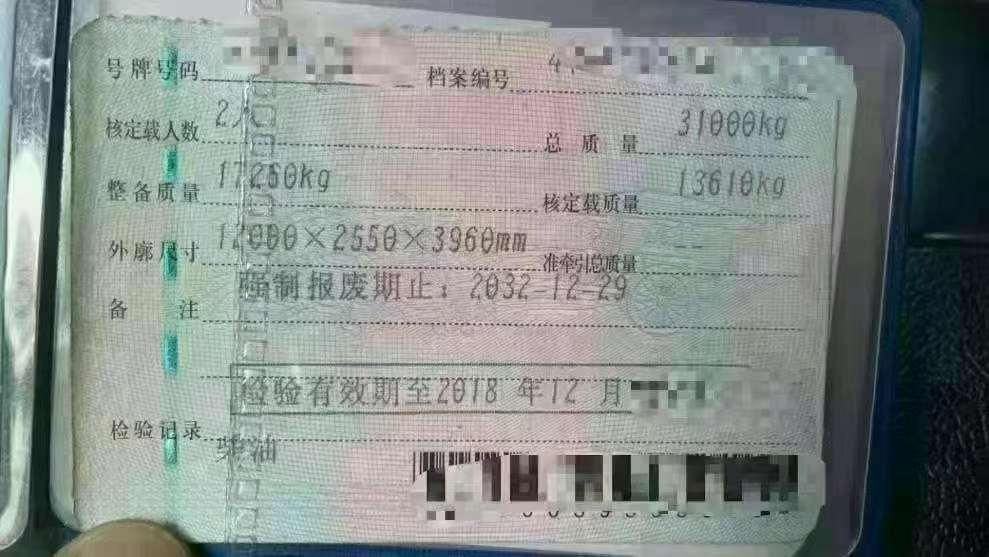 号牌号码 档案编号 4
核定载人数 2人 总质量 31000kg
整备质量 17260kg 核定载质量 13610kg
外廓尺寸 12000×2550×3960mm 准牵引总质量 --
备注 强制报废期止：2032-12-29
检验有效期至2018 年12 月
检验记录
柴油